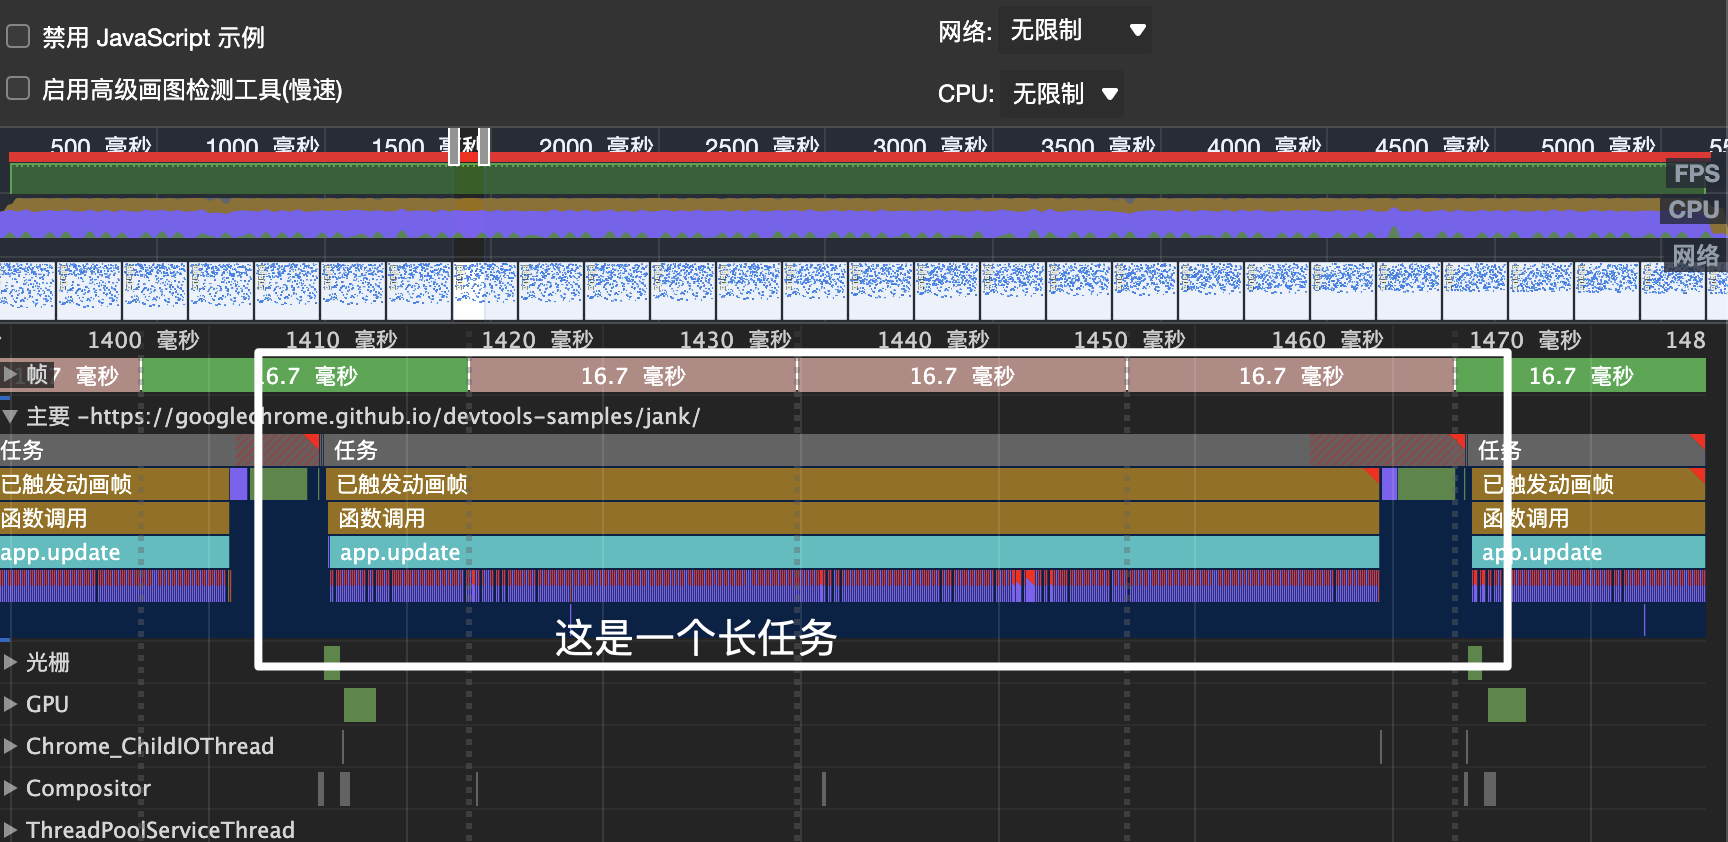 禁用 JavaScript 示例
网络: 无限制
启用高级画图检测工具(慢速)
CPU: 无限制
500 毫秒 1000 毫秒 1500 毫秒 2000 毫秒 2500 毫秒 3000 毫秒 3500 毫秒 4000 毫秒 4500 毫秒 5000 毫秒
FPS
CPU
网络
1400 毫秒 1410 毫秒 1420 毫秒 1430 毫秒 1440 毫秒 1450 毫秒 1460 毫秒 1470 毫秒 148
帧 7 毫秒 16.7 毫秒 16.7 毫秒 16.7 毫秒 16.7 毫秒 16.7 毫秒
主要 –https://googlechrome.github.io/devtools-samples/jank/
任务 任务 任务
已触发动画帧 已触发动画帧 已触发动画帧
函数调用 函数调用 函数调用
app.update app.update app.update
这是一个长任务
光栅
GPU
Chrome_ChildIOThread
Compositor
ThreadPoolServiceThread